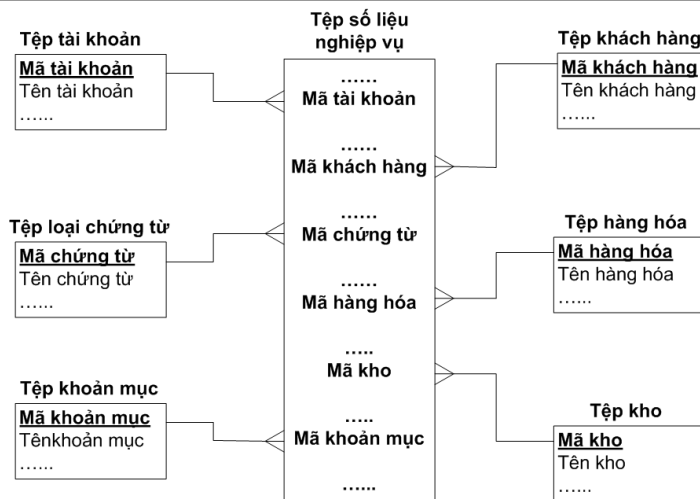 Tệp tài khoản
Mã tài khoản
Tên tài khoản
……
Tệp loại chứng từ
Mã chứng từ
Tên chứng từ
……
Tệp khoản mục
Mã khoản mục
Tênkhoản mục
……
Tệp số liệu
nghiệp vụ
……
Mã tài khoản
……
Mã khách hàng
……
Mã chứng từ
……
Mã hàng hóa
…..
Mã kho
…..
Mã khoản mục
……
Tệp khách hàng
Mã khách hàng
Tên khách hàng
……
Tệp hàng hóa
Mã hàng hóa
Tên hàng hóa
……
Tệp kho
Mã kho
Tên kho
……